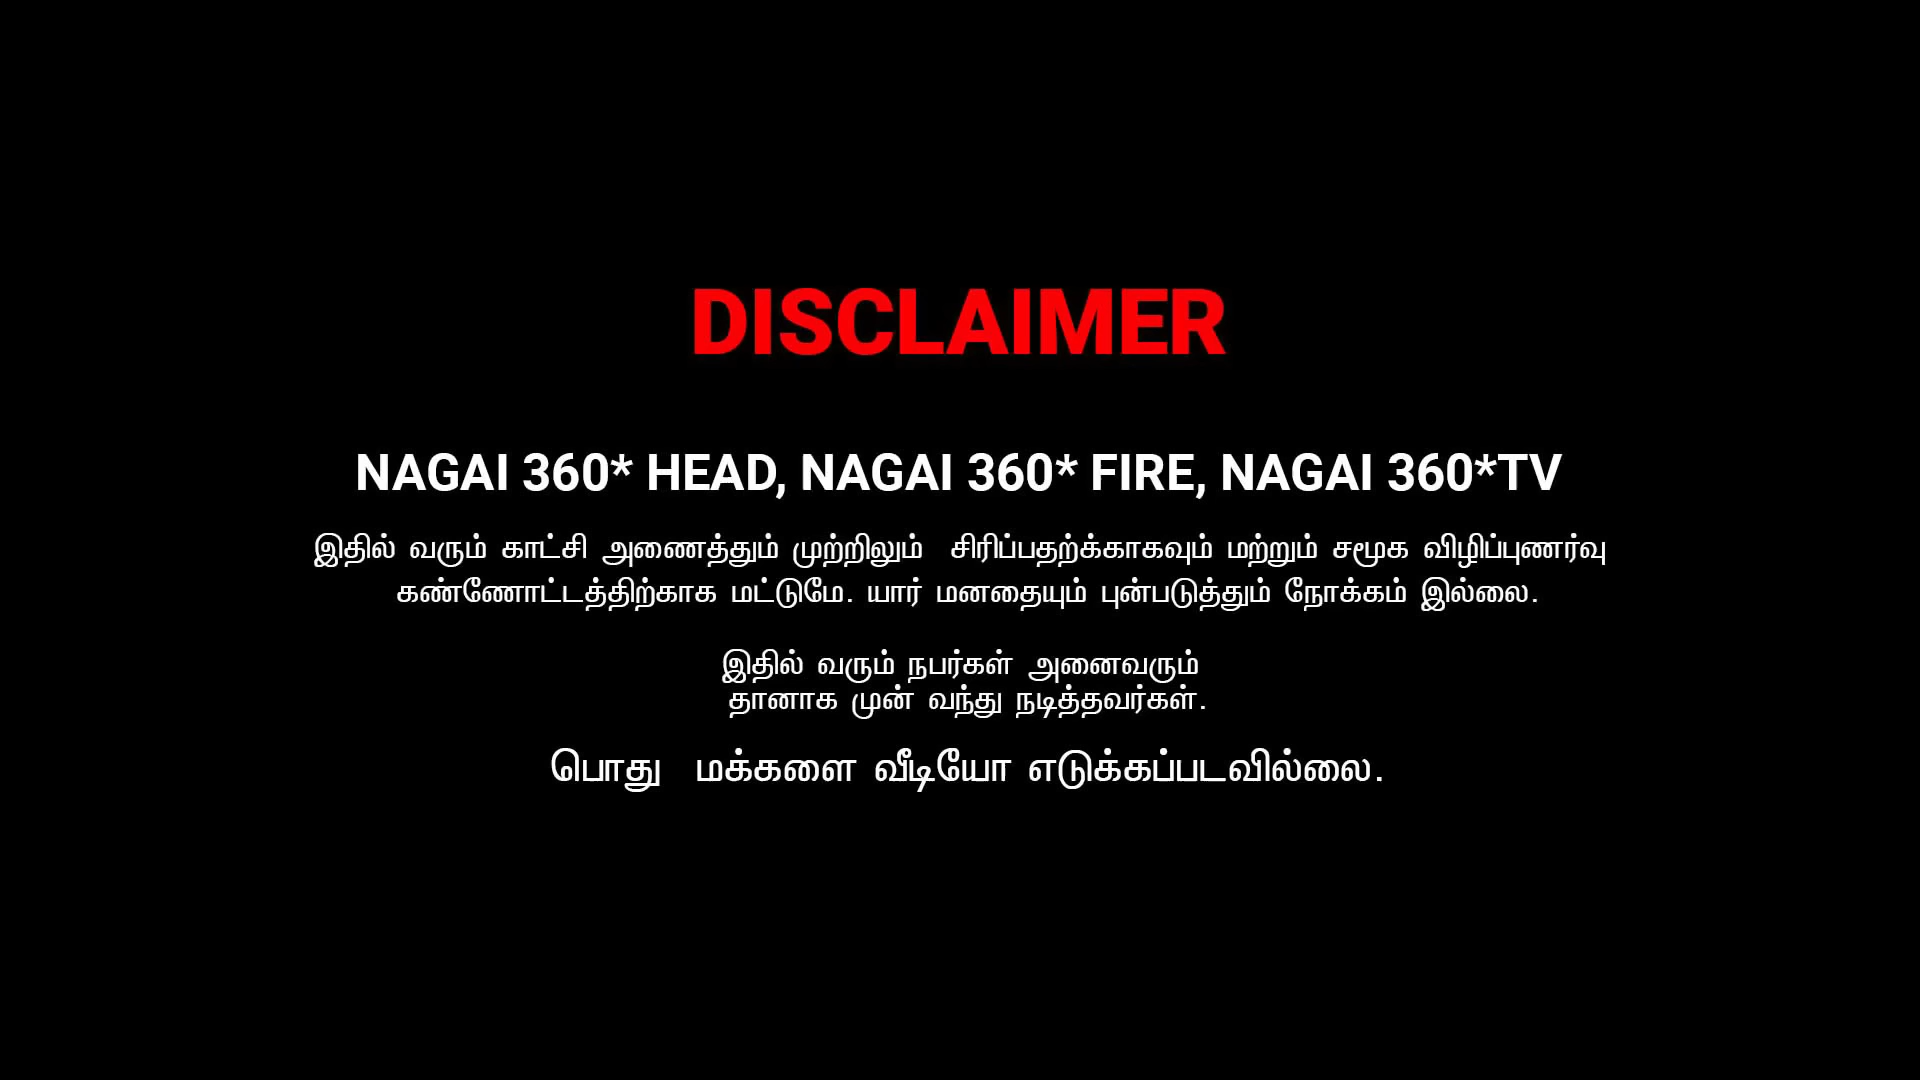 DISCLAIMER
NAGAI 360* HEAD, NAGAI 360* FIRE, NAGAI 360*TV
இதில் வரும் காட்சி அணைத்தும் முற்றிலும் சிரிப்பதற்க்காகவும் மற்றும் சமூக விழிப்புணர்வு
கண்ணோட்டத்திற்காக மட்டுமே. யார் மனதையும் புன்படுத்தும் நோக்கம் இல்லை.
இதில் வரும் நபர்கள் அனைவரும்
தானாக முன் வந்து நடித்தவர்கள்.
பொது மக்களை வீடியோ எடுக்கப்படவில்லை.